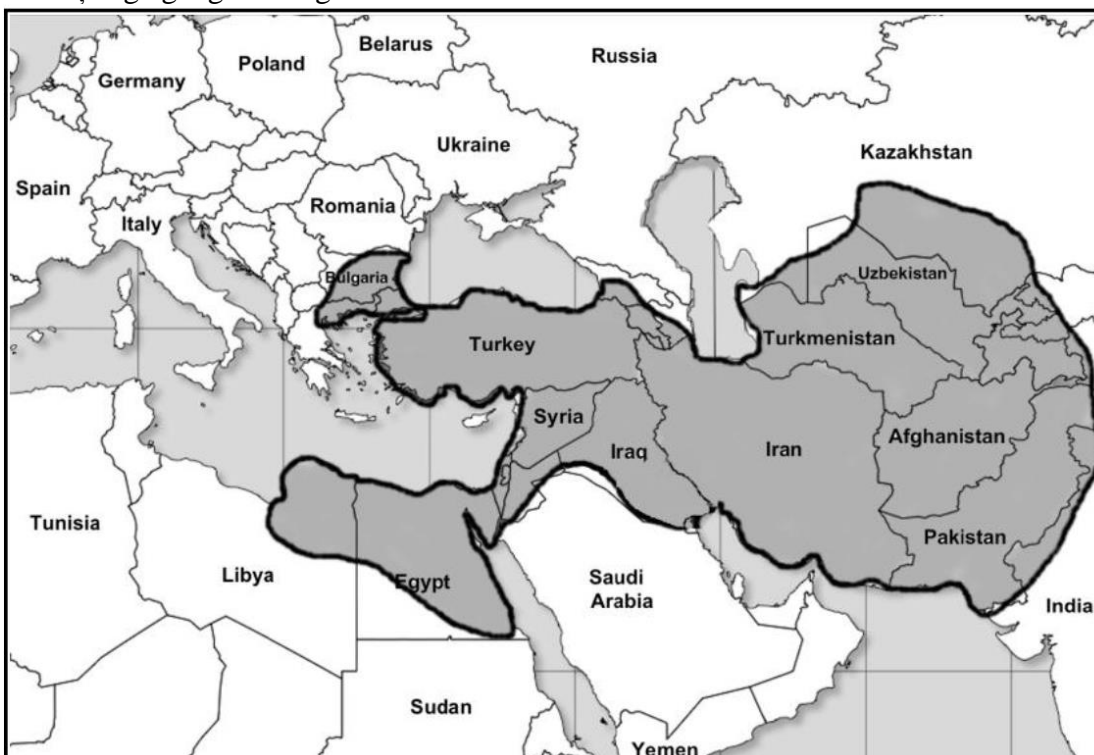 Belarus
Poland
Russia
Germany
Ukraine
Kazakhstan
Spain
Romania
Italy
Bulgaria
Uzbekistan
Turkey
Turkmenistan
Syria
Afghanistan
Iraq
Iran
Tunisia
Pakistan
Libya
Egypt
Saudi
Arabia
India
Sudan
Yemen